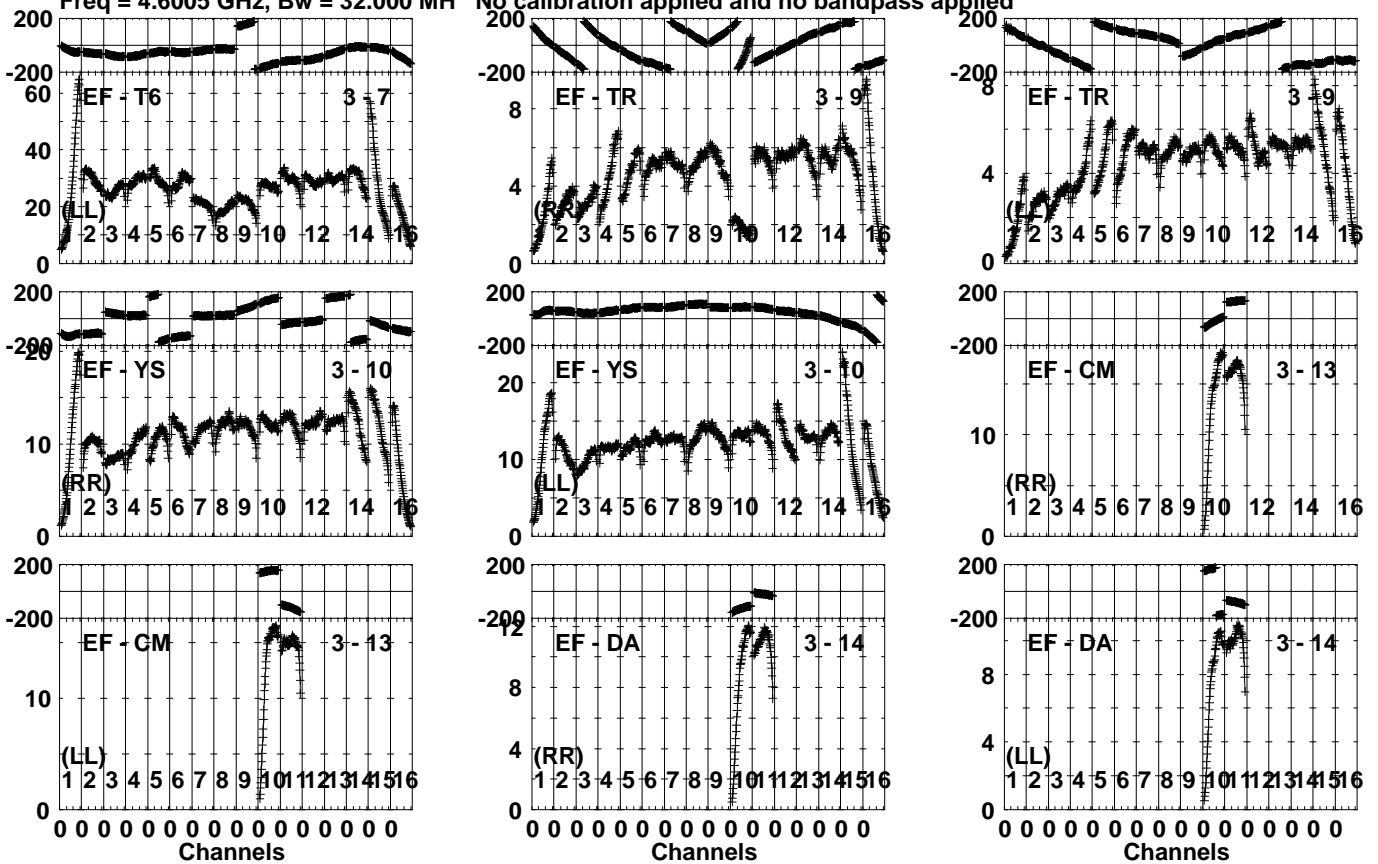 Freq = 4.6005 GHz, Bw = 32.000 MH No calibration applied and no bandpass applied
200 200 200
-200 -200 -200
60 EF - T6 3 - 7 8 EF - TR 3 - 9 8 EF - TR 3 - 9
40
20 4 4
(LL) (RR) (LL)
2 3 4 5 6 7 8 9 10 12 14 16 1 2 3 4 5 6 7 8 9 10 12 14 16 1 2 3 4 5 6 7 8 9 10 12 14 16
0 0 0
200 200 200
-200 -200 -200
20 EF - YS 3 - 10 20 EF - YS 3 - 10 EF - CM 3 - 13
10 10 10
(RR) (LL) (RR)
1 2 3 4 5 6 7 8 9 10 12 14 16 1 2 3 4 5 6 7 8 9 10 12 14 16 1 2 3 4 5 6 7 8 9 10 12 14 16
0 0 0
200 200 200
-200 -200 -200
EF - CM 3 - 13 12 EF - DA 3 - 14 EF - DA 3 - 14
10 8 8
4 4
(LL) (RR) (LL)
1 2 3 4 5 6 7 8 9 10 11 12 13 14 15 16 1 2 3 4 5 6 7 8 9 10 11 12 13 14 15 16 1 2 3 4 5 6 7 8 9 10 11 12 13 14 15 16
0 0 0
0 0 0 0 0 0 0 0 0 0 0 0 0 0 0 0 0 0 0 0 0 0 0 0 0 0 0 0 0 0 0 0 0 0 0 0 0 0 0 0 0 0 0 0 0 0 0 0
Channels Channels Channels